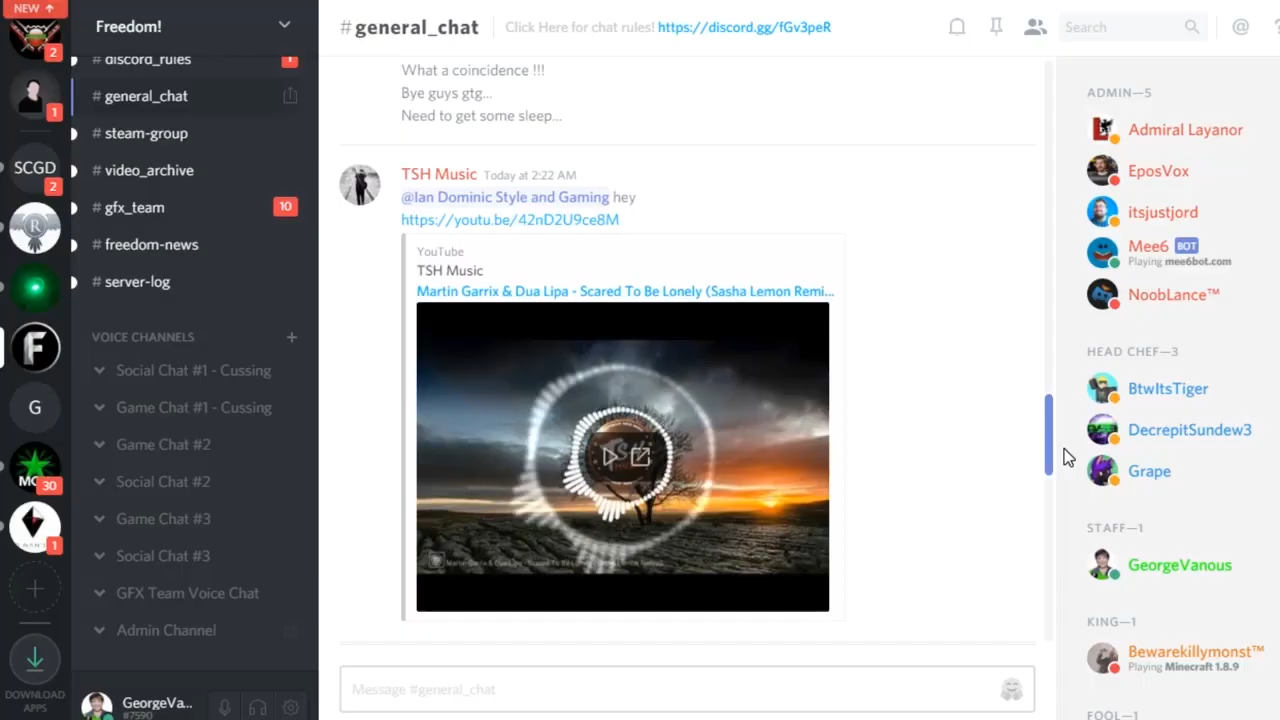 NEW
2
1
SCGD
2
R
F
G
MC
30
1
DOWNLOAD
APPS
Freedom!
# discord_rules
1
# general_chat
# steam-group
# video_archive
# gfx_team
10
# freedom-news
# server-log
VOICE CHANNELS
Social Chat #1 - Cussing
Game Chat #1 - Cussing
Game Chat #2
Social Chat #2
Game Chat #3
Social Chat #3
GFX Team Voice Chat
Admin Channel
GeorgeVa...
#7590
#general_chat
Click Here for chat rules! https://discord.gg/fGv3peR
Search
@
?
What a coincidence !!!
Bye guys gtg...
Need to get some sleep...
TSH Music Today at 2:22 AM
@Ian Dominic Style and Gaming hey
https://youtu.be/42nD2U9ce8M
YouTube
TSH Music
Martin Garrix & Dua Lipa - Scared To Be Lonely (Sasha Lemon Remi...
Message #general_chat
ADMIN—5
Admiral Layanor
EposVox
itsjustjord
Mee6 BOT
Playing mee6bot.com
NoobLance™
HEAD CHEF—3
BtwItsTiger
DecrepitSundew3
Grape
STAFF—1
GeorgeVanous
KING—1
Bewarekillymonst™
Playing Minecraft 1.8.9
FOOL—1